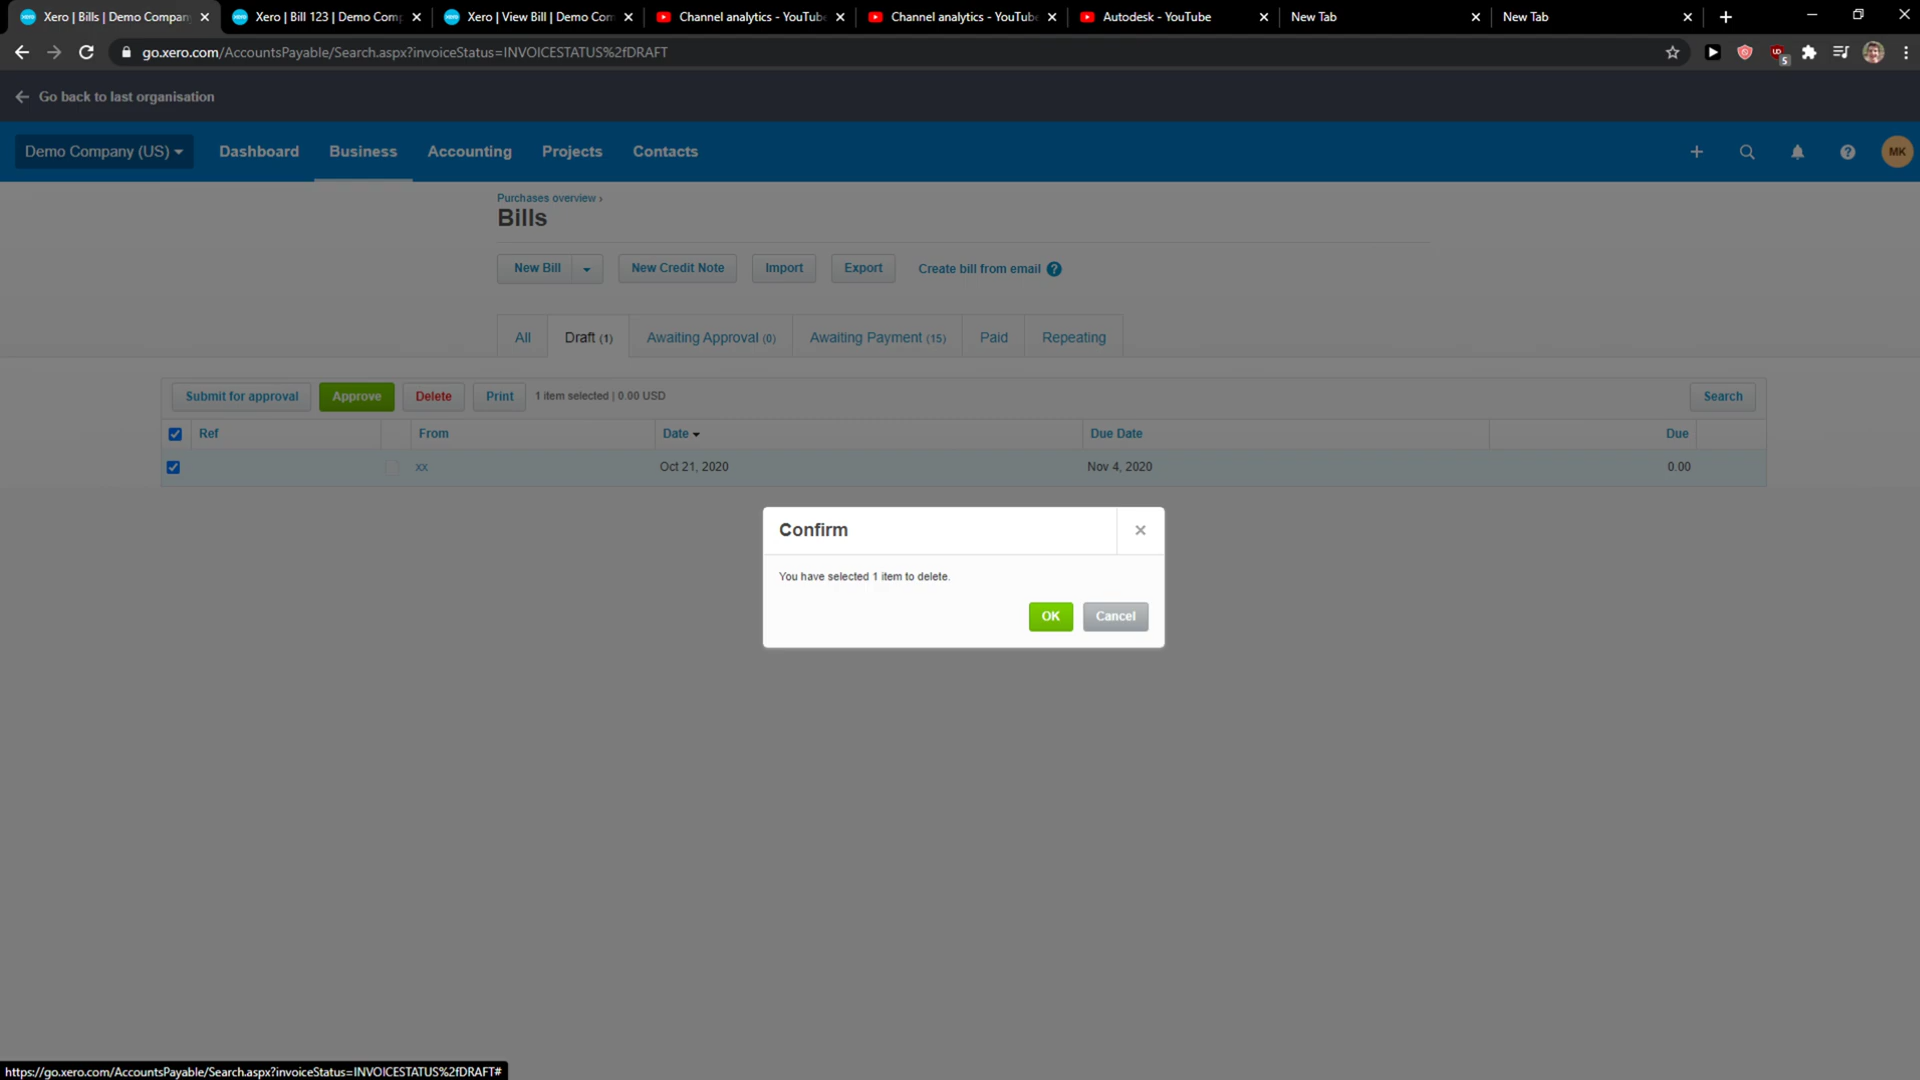 Xero | Bills | Demo Company
Xero | Bill 123 | Demo Comp
Xero | View Bill | Demo Com
Channel analytics - YouTube
Channel analytics - YouTube
Autodesk - YouTube
New Tab
New Tab
go.xero.com/AccountsPayable/Search.aspx?invoiceStatus=INVOICESTATUS%2fDRAFT
5
Go back to last organisation
Demo Company (US)
Dashboard
Business
Accounting
Projects
Contacts
MK
Purchases overview ›
Bills
New Bill
New Credit Note
Import
Export
Create bill from email ?
All
Draft (1)
Awaiting Approval (0)
Awaiting Payment (15)
Paid
Repeating
Submit for approval
Approve
Delete
Print
1 item selected | 0.00 USD
Search
Ref
From
Date
Due Date
Due
xx
Oct 21, 2020
Nov 4, 2020
0.00
Confirm
You have selected 1 item to delete.
OK
Cancel
https://go.xero.com/AccountsPayable/Search.aspx?invoiceStatus=INVOICESTATUS%2fDRAFT#